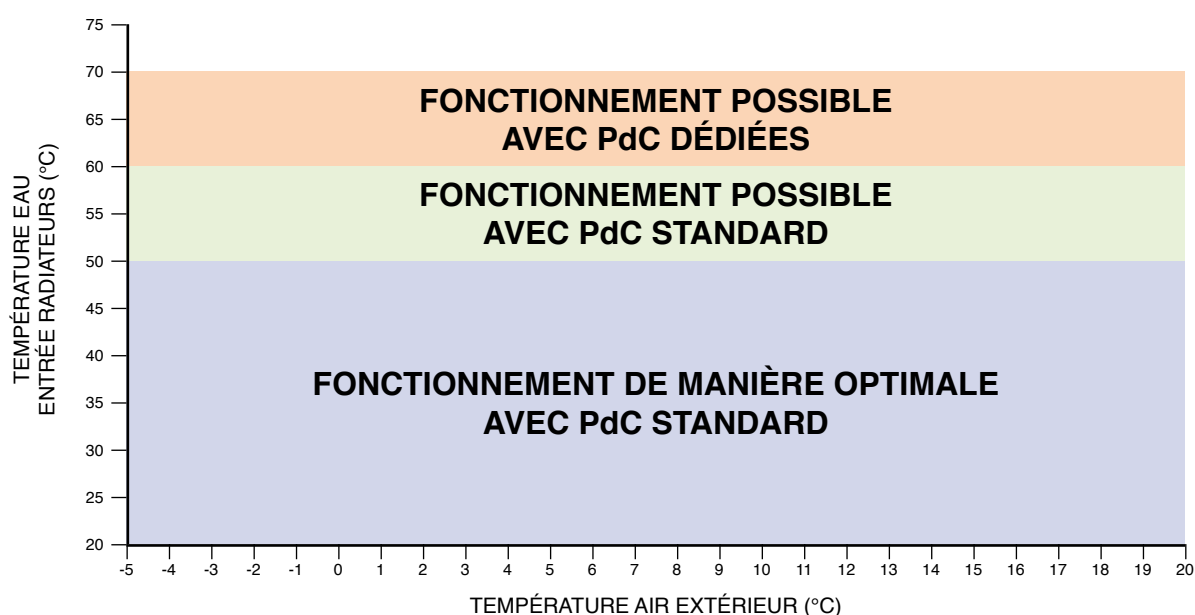 75
70
65
60
55
50
45
40
35
30
25
20
TEMPÉRATURE EAU
ENTRÉE RADIATEURS (°C)
FONCTIONNEMENT POSSIBLE
AVEC PdC DÉDIÉES
FONCTIONNEMENT POSSIBLE
AVEC PdC STANDARD
FONCTIONNEMENT DE MANIÈRE OPTIMALE
AVEC PdC STANDARD
-5 -4 -3 -2 -1 0 1 2 3 4 5 6 7 8 9 10 11 12 13 14 15 16 17 18 19 20
TEMPÉRATURE AIR EXTÉRIEUR (°C)